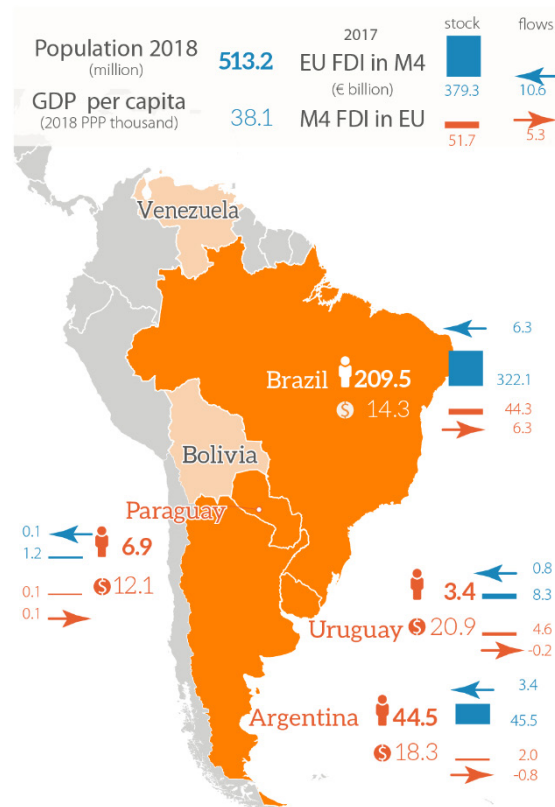 2017 stock flows
Population 2018 513.2 EU FDI in M4
(million) (€ billion) 379.3 10.6
GDP per capita 38.1 M4 FDI in EU
(2018 PPP thousand) 51.7 5.3
Venezuela
6.3
Brazil 209.5 322.1
$ 14.3 44.3
6.3
Bolivia
Paraguay
0.1
1.2 6.9
0.1 $ 12.1
0.1
0.8
3.4 8.3
Uruguay $ 20.9 4.6
-0.2
3.4
Argentina 44.5 45.5
$ 18.3 2.0
-0.8